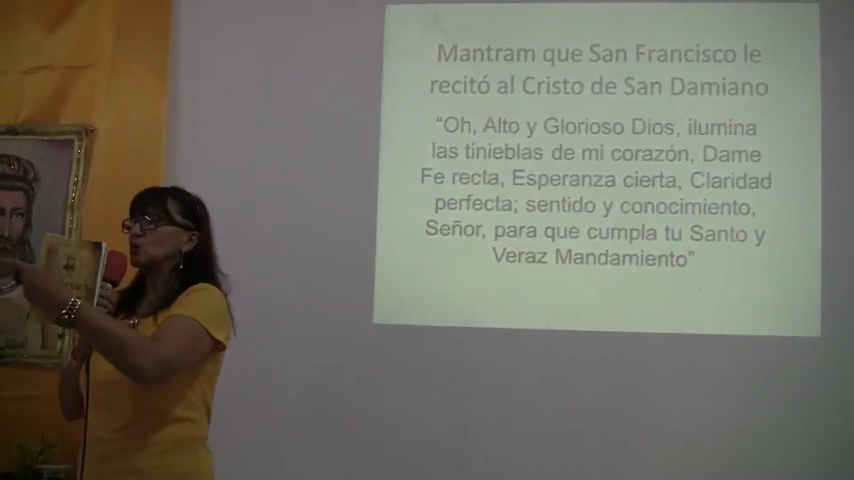 Mantram que San Francisco le
recitó al Cristo de San Damiano
“Oh, Alto y Glorioso Dios, ilumina
las tinieblas de mi corazón, Dame
Fe recta, Esperanza cierta, Claridad
perfecta; sentido y conocimiento,
Señor, para que cumpla tu Santo y
Veraz Mandamiento”